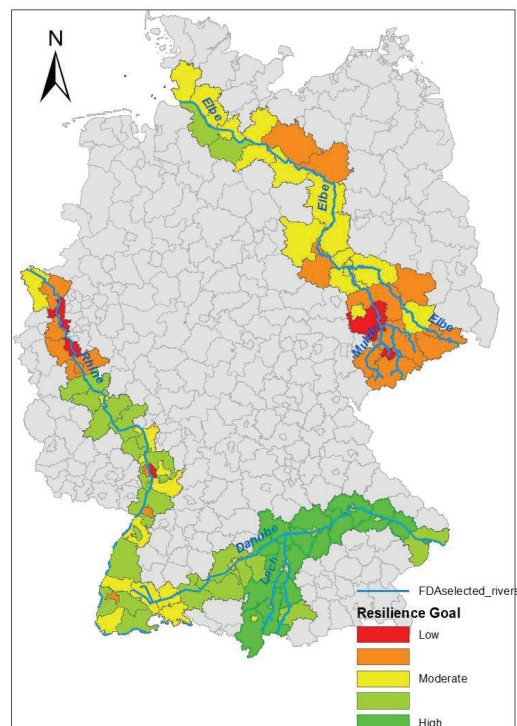 N
Elbe
Elbe
Elbe
Mulde
Rhine
Danube
Lech
FDAselected_rivers
Resilience Goal
Low
Moderate
High